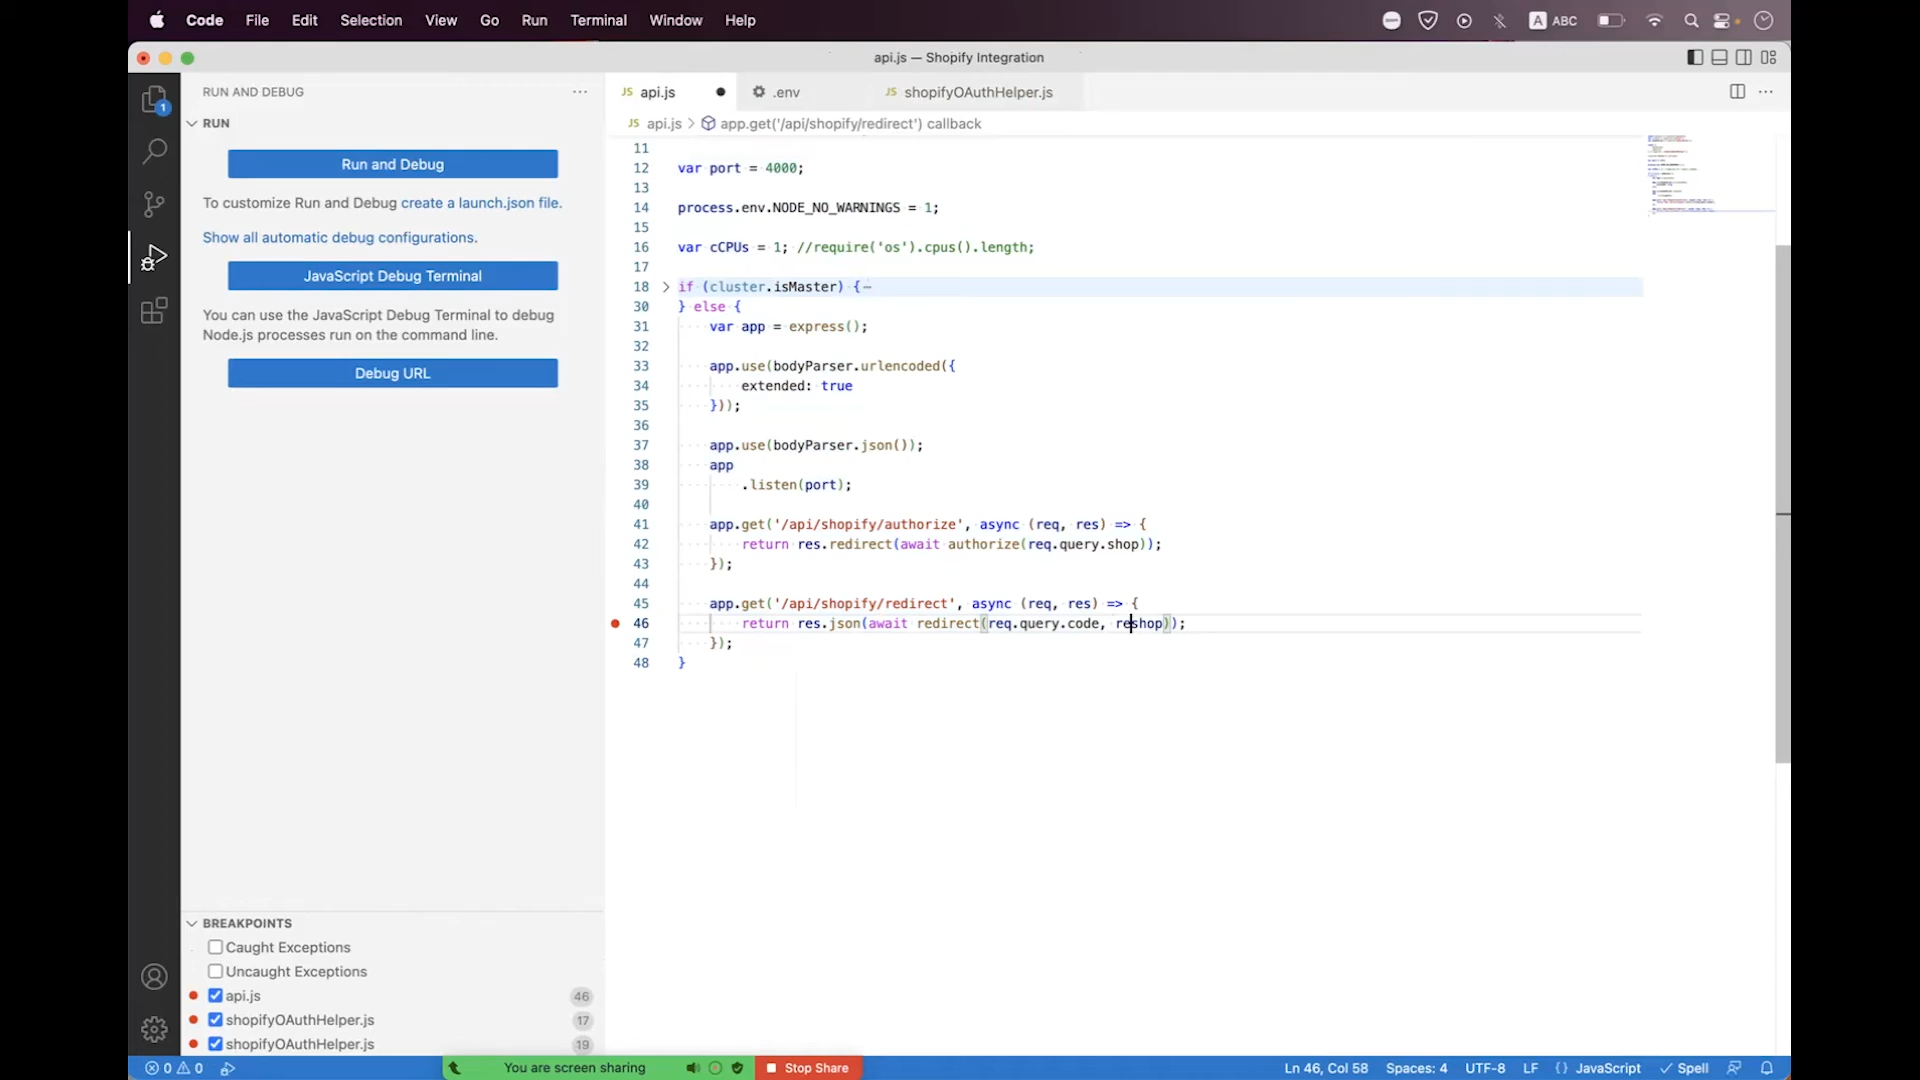 Code File Edit Selection View Go Run Terminal Window Help
A ABC
api.js — Shopify Integration
RUN AND DEBUG
RUN
Run and Debug
To customize Run and Debug create a launch.json file.
Show all automatic debug configurations.
JavaScript Debug Terminal
You can use the JavaScript Debug Terminal to debug
Node.js processes run on the command line.
Debug URL
1
BREAKPOINTS
Caught Exceptions
Uncaught Exceptions
api.js 46
shopifyOAuthHelper.js 17
shopifyOAuthHelper.js 19
JS api.js .env JS shopifyOAuthHelper.js
JS api.js > app.get('/api/shopify/redirect') callback
11
12 var port = 4000;
13
14 process.env.NODE_NO_WARNINGS = 1;
15
16 var cCPUs = 1; //require('os').cpus().length;
17
18 if (cluster.isMaster) {⋯
30 } else {
31 var app = express();
32
33 app.use(bodyParser.urlencoded({
34 extended: true
35 }));
36
37 app.use(bodyParser.json());
38 app
39 .listen(port);
40
41 app.get('/api/shopify/authorize', async (req, res) => {
42 return res.redirect(await authorize(req.query.shop));
43 });
44
45 app.get('/api/shopify/redirect', async (req, res) => {
46 return res.json(await redirect(req.query.code, reshop));
47 });
48 }
0 0
You are screen sharing
Stop Share
Ln 46, Col 58 Spaces: 4 UTF-8 LF {} JavaScript Spell